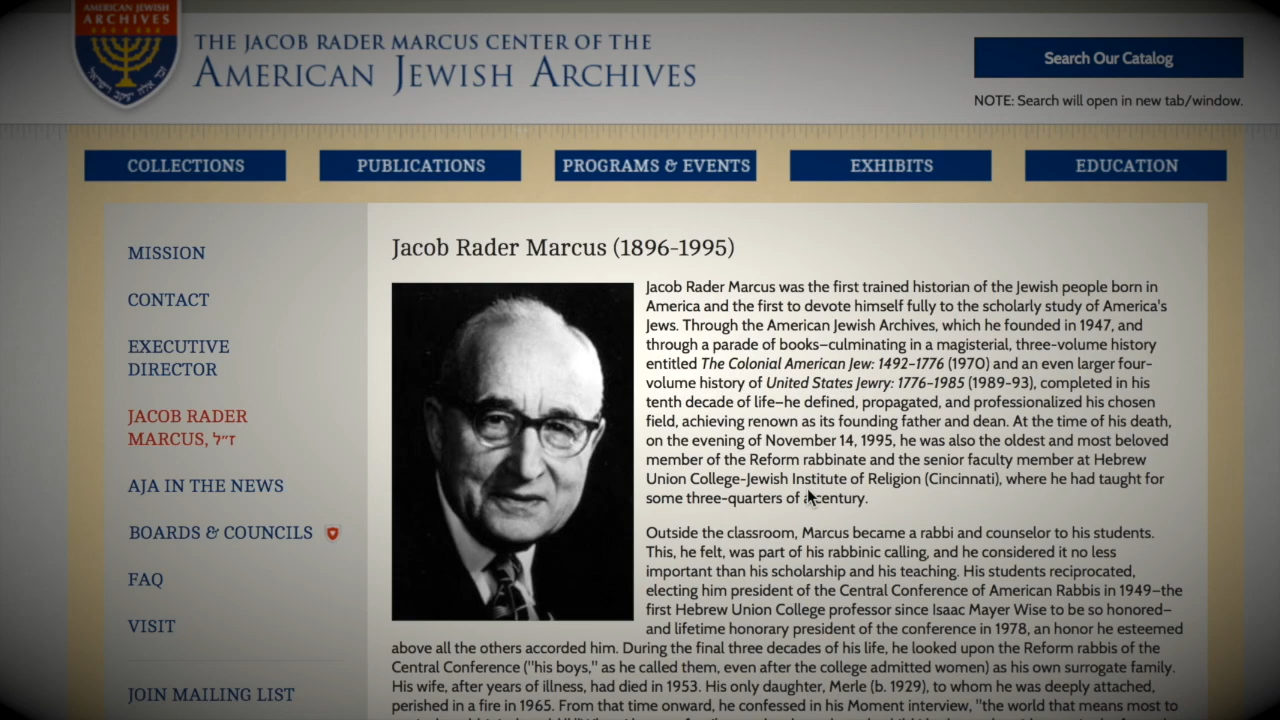 AMERICAN JEWISH
ARCHIVES
THE JACOB RADER MARCUS CENTER OF THE
AMERICAN JEWISH ARCHIVES
Search Our Catalog
NOTE: Search will open in new tab/window.
COLLECTIONS
PUBLICATIONS
PROGRAMS & EVENTS
EXHIBITS
EDUCATION
MISSION
CONTACT
EXECUTIVE
DIRECTOR
JACOB RADER
MARCUS, ז״ל
AJA IN THE NEWS
BOARDS & COUNCILS
FAQ
VISIT
JOIN MAILING LIST
Jacob Rader Marcus (1896-1995)
Jacob Rader Marcus was the first trained historian of the Jewish people born in
America and the first to devote himself fully to the scholarly study of America's
Jews. Through the American Jewish Archives, which he founded in 1947, and
through a parade of books—culminating in a magisterial, three-volume history
entitled The Colonial American Jew: 1492-1776 (1970) and an even larger four-
volume history of United States Jewry: 1776-1985 (1989-93), completed in his
tenth decade of life—he defined, propagated, and professionalized his chosen
field, achieving renown as its founding father and dean. At the time of his death,
on the evening of November 14, 1995, he was also the oldest and most beloved
member of the Reform rabbinate and the senior faculty member at Hebrew
Union College-Jewish Institute of Religion (Cincinnati), where he had taught for
some three-quarters of a century.
Outside the classroom, Marcus became a rabbi and counselor to his students.
This, he felt, was part of his rabbinic calling, and he considered it no less
important than his scholarship and his teaching. His students reciprocated,
electing him president of the Central Conference of American Rabbis in 1949—the
first Hebrew Union College professor since Isaac Mayer Wise to be so honored—
and lifetime honorary president of the conference in 1978, an honor he esteemed
above all the others accorded him. During the final three decades of his life, he looked upon the Reform rabbis of the
Central Conference ("his boys," as he called them, even after the college admitted women) as his own surrogate family.
His wife, after years of illness, had died in 1953. His only daughter, Merle (b. 1929), to whom he was deeply attached,
perished in a fire in 1965. From that time onward, he confessed in his Moment interview, "the world that means most to